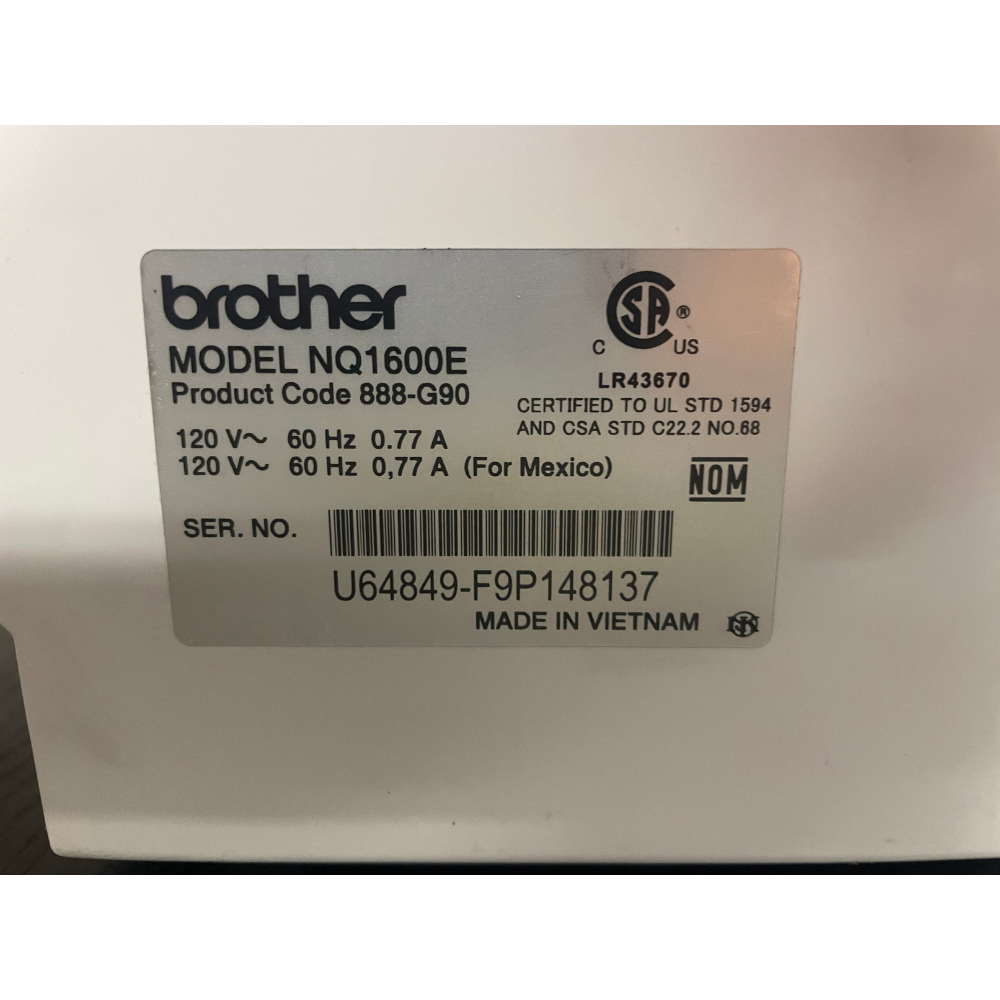 brother
MODEL NQ1600E
Product Code 888-G90
120 V~ 60 Hz 0.77 A
120 V~ 60 Hz 0,77 A (For Mexico)
CSA ®
C US
LR43670
CERTIFIED TO UL STD 1594
AND CSA STD C22.2 NO.68
NOM
SER. NO.
U64849-F9P148137
MADE IN VIETNAM